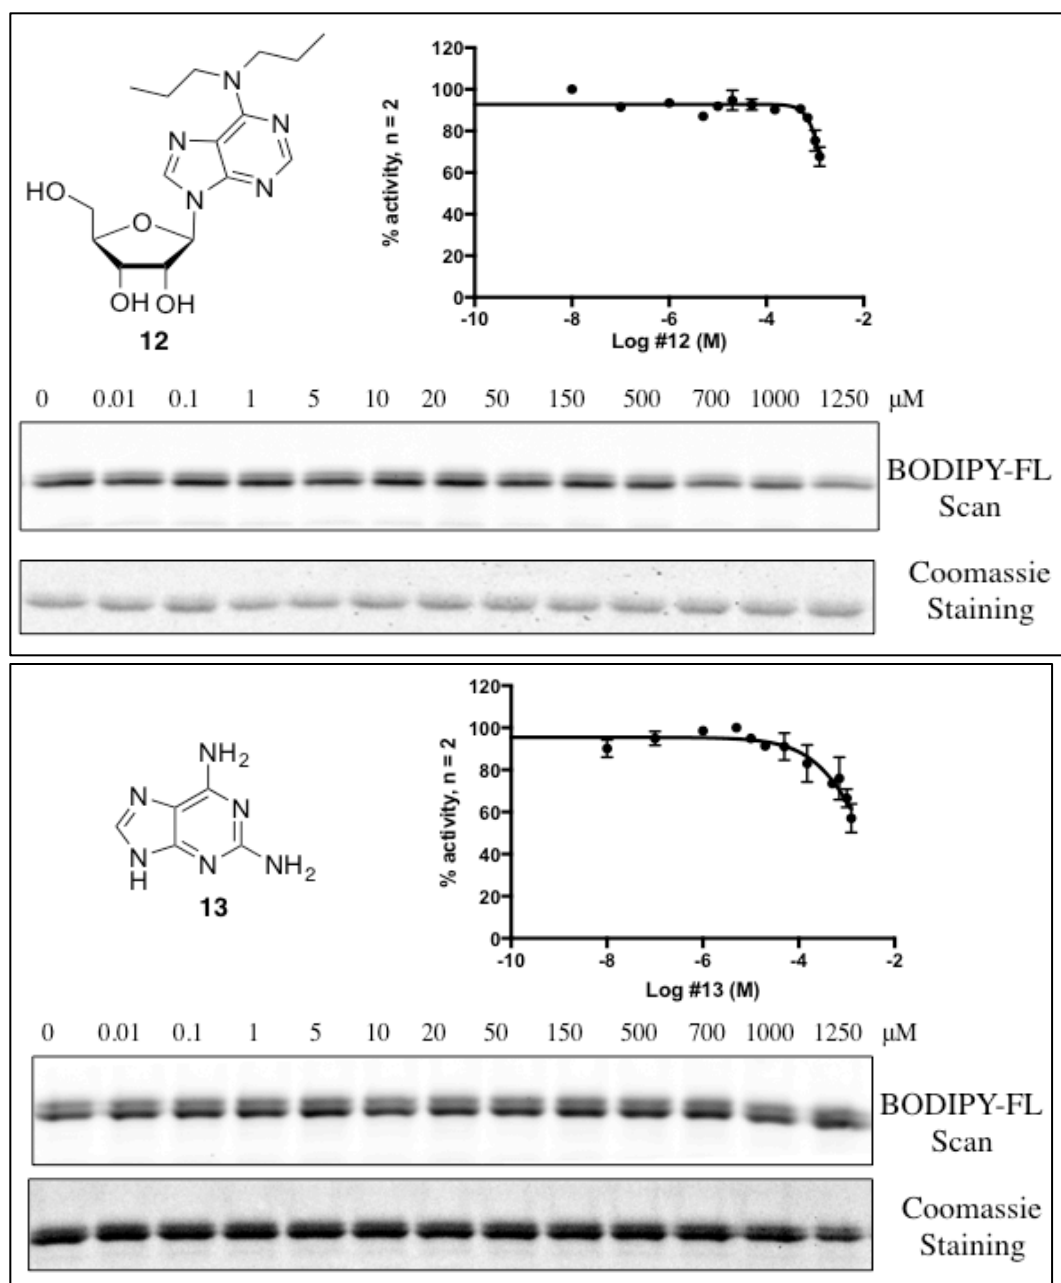 N
N
N
N
N
HO
O
OH OH
12
% activity, n = 2
120
100
80
60
40
20
0
-10 -8 -6 -4 -2
Log #12 (M)
0 0.01 0.1 1 5 10 20 50 150 500 700 1000 1250 μM
BODIPY-FL
Scan
Coomassie
Staining
NH2
N
N
N
H
N
NH2
13
% activity, n = 2
120
100
80
60
40
20
0
-10 -8 -6 -4 -2
Log #13 (M)
0 0.01 0.1 1 5 10 20 50 150 500 700 1000 1250 μM
BODIPY-FL
Scan
Coomassie
Staining